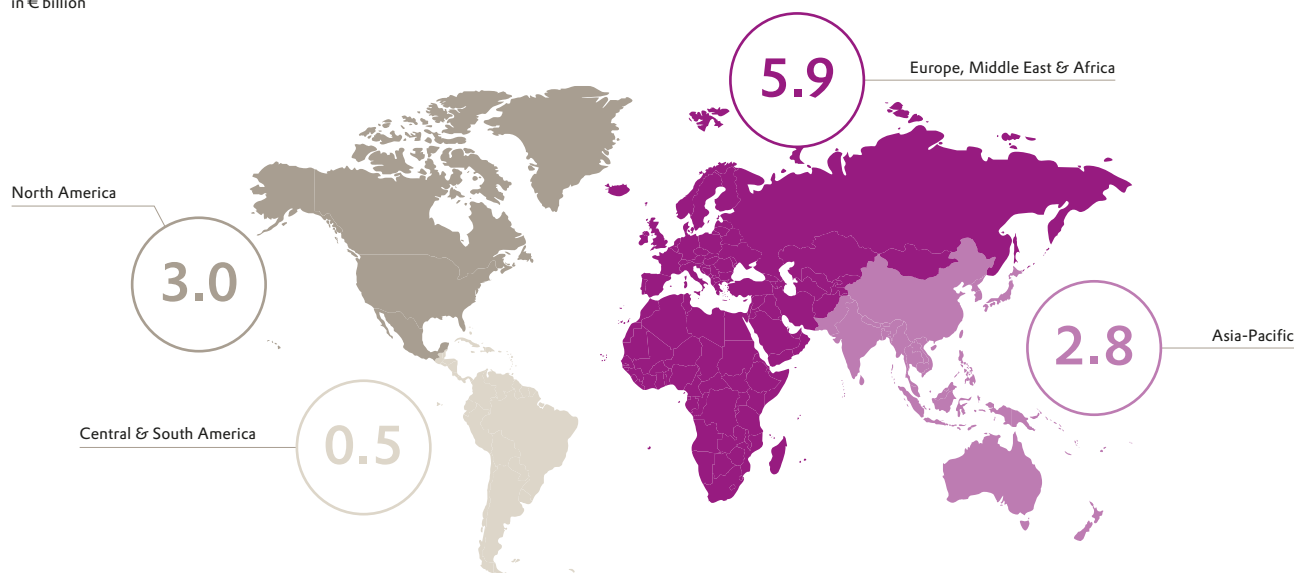 in € billion
5.9
Europe, Middle East & Africa
North America
3.0
2.8
Asia-Pacific
Central & South America
0.5